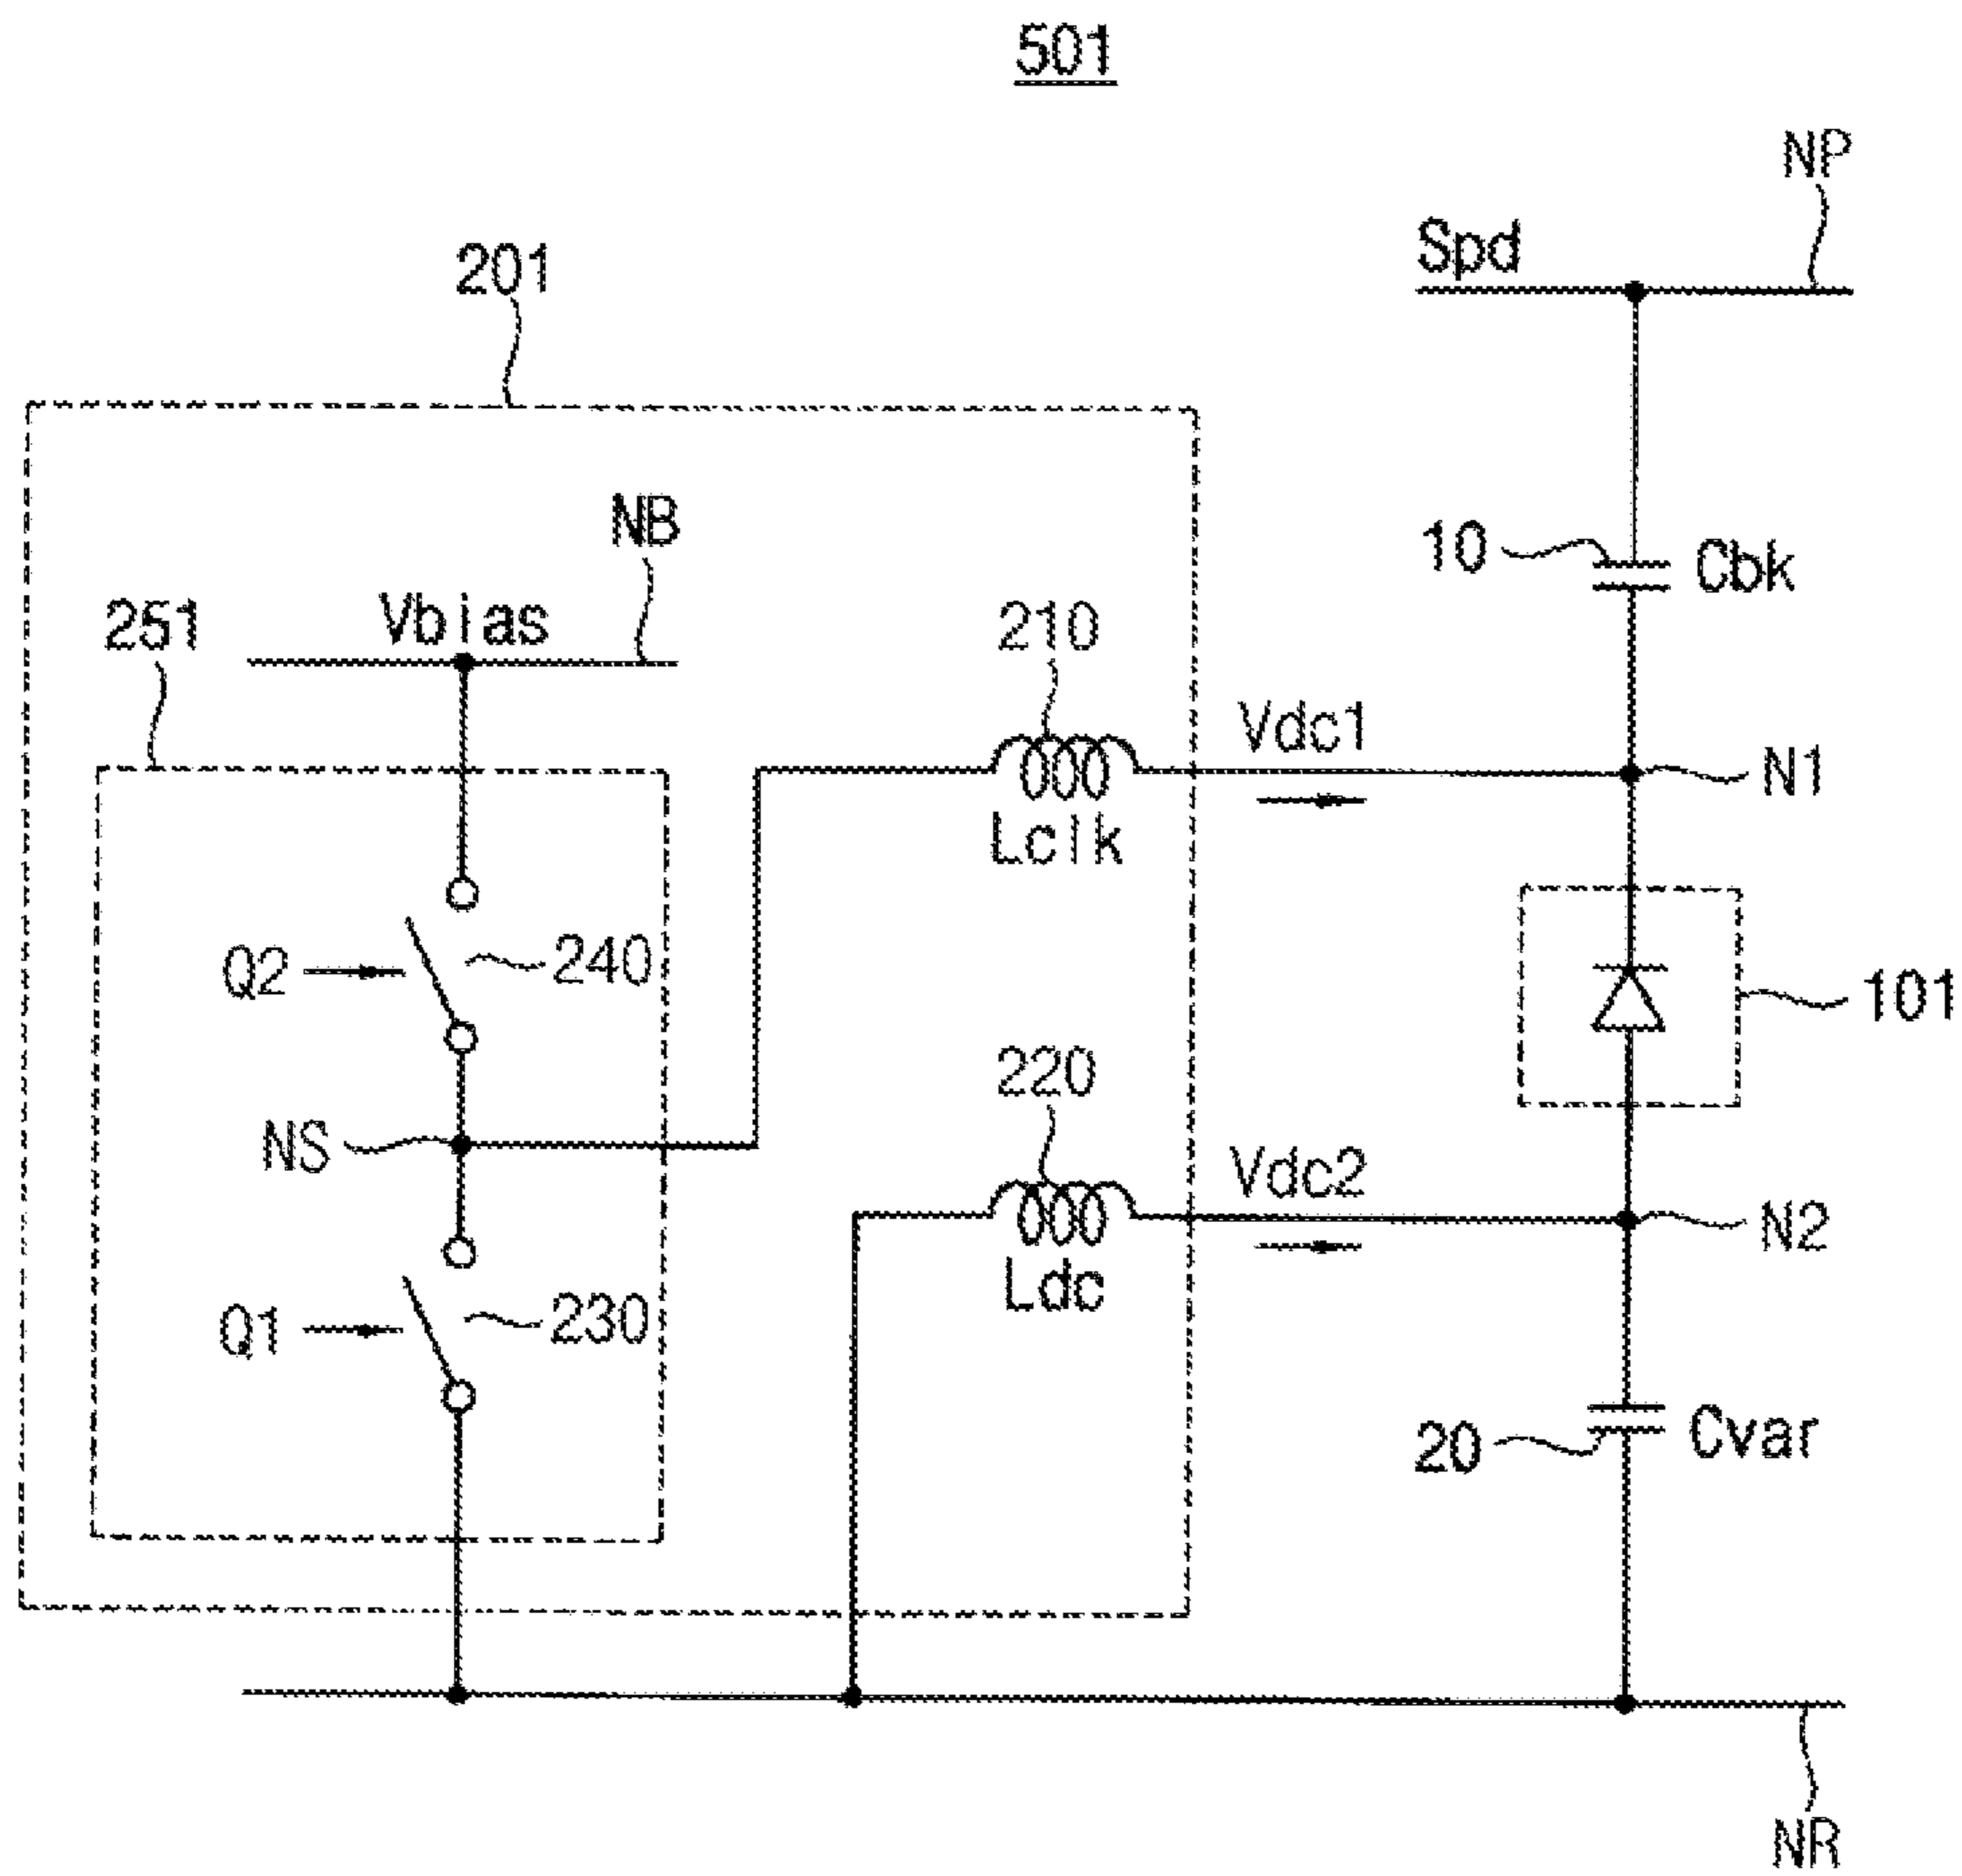 501
NP
Spd
201
NB
10
Cbk
251
Vbias
210
Vdc1
N1
Lclk
Q2
240
101
220
NS
Vdc2
N2
Ldc
Q1
230
20
Cvar
NR